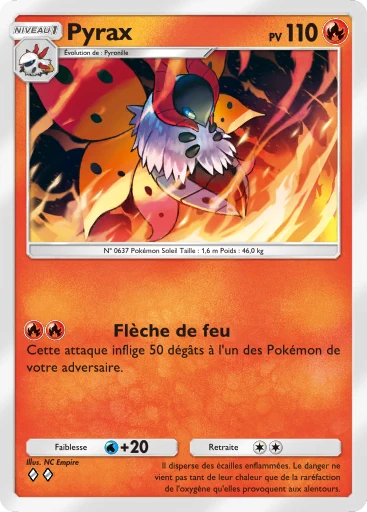 NIVEAU 1
Pyrax
PV 110
Évolution de : Pyronille
N° 0637 Pokémon Soleil Taille : 1,6 m Poids : 46,0 kg
Flèche de feu
Cette attaque inflige 50 dégâts à l'un des Pokémon de
votre adversaire.
Faiblesse +20
Retraite
Illus. NC Empire
Il disperse des écailles enflammées. Le danger ne
vient pas tant de leur chaleur que de la raréfaction
de l'oxygène qu'elles provoquent aux alentours.